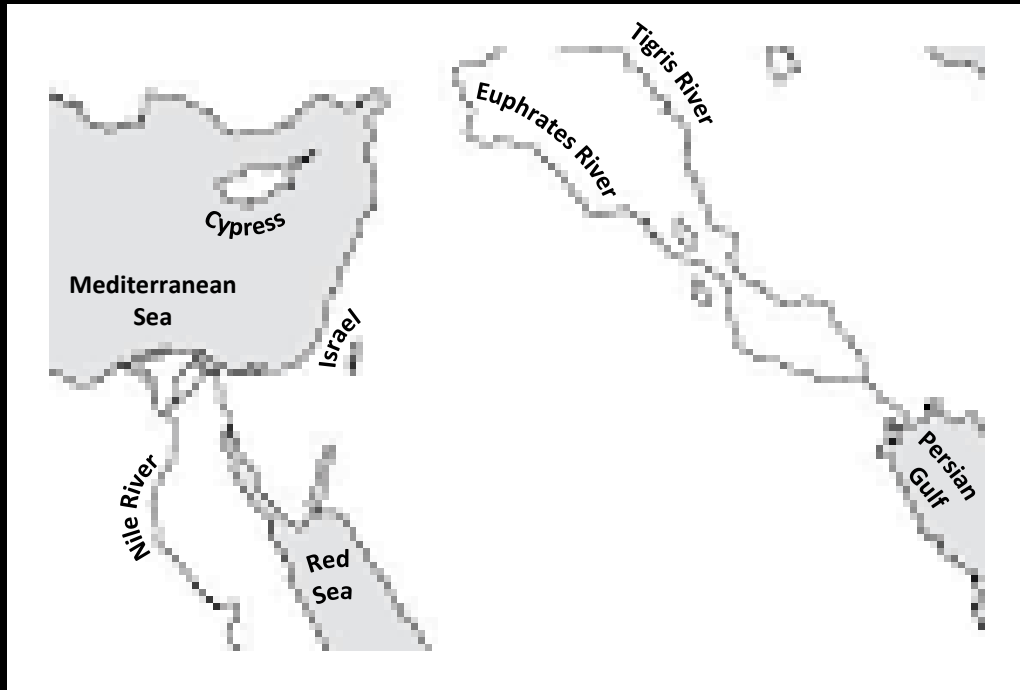 Tigris River
Euphrates River
Cypress
Mediterranean
Sea
Israel
Nile River
Persian
Gulf
Red
Sea